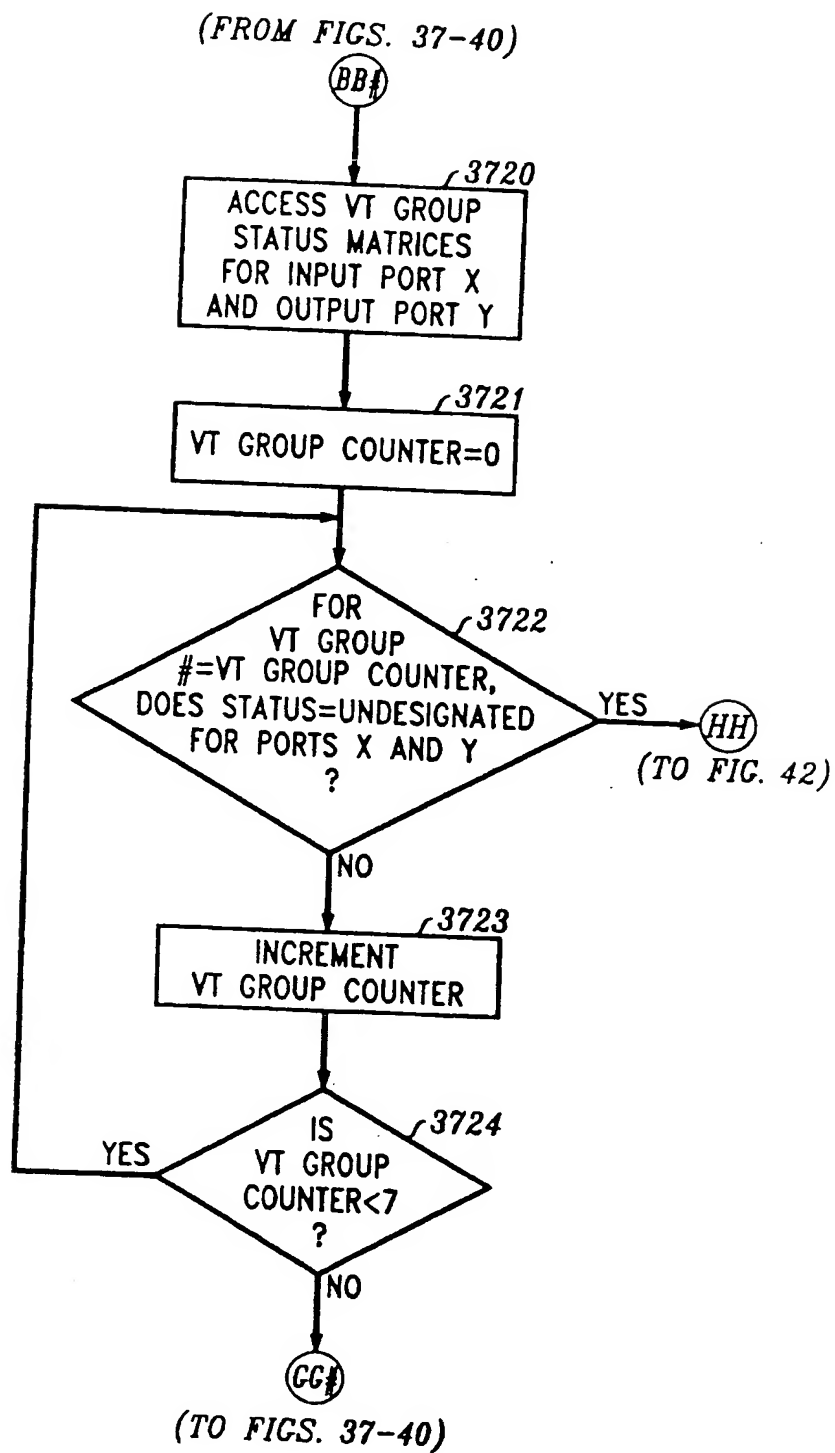 (FROM FIGS. 37-40)
BB#
3720
ACCESS VT GROUP
STATUS MATRICES
FOR INPUT PORT X
AND OUTPUT PORT Y
3721
VT GROUP COUNTER=0
FOR
VT GROUP
#=VT GROUP COUNTER,
DOES STATUS=UNDESIGNATED
FOR PORTS X AND Y
?
3722
YES
HH
(TO FIG. 42)
NO
3723
INCREMENT
VT GROUP COUNTER
3724
IS
VT GROUP
COUNTER<7
?
YES
NO
GG#
(TO FIGS. 37-40)